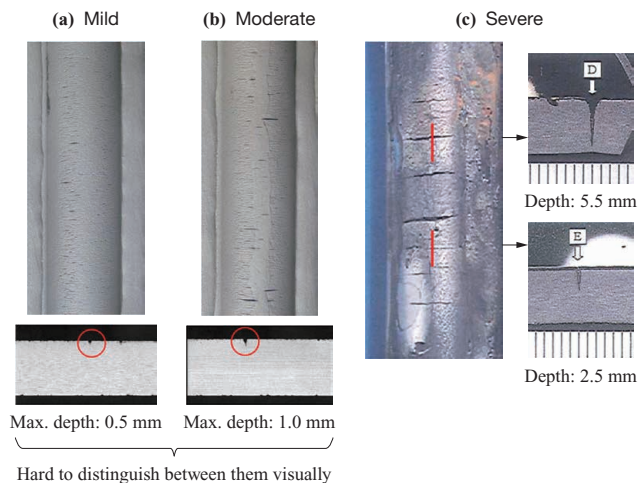 (a) Mild
(b) Moderate
(c) Severe
D
Depth: 5.5 mm
E
Depth: 2.5 mm
Max. depth: 0.5 mm
Max. depth: 1.0 mm
Hard to distinguish between them visually